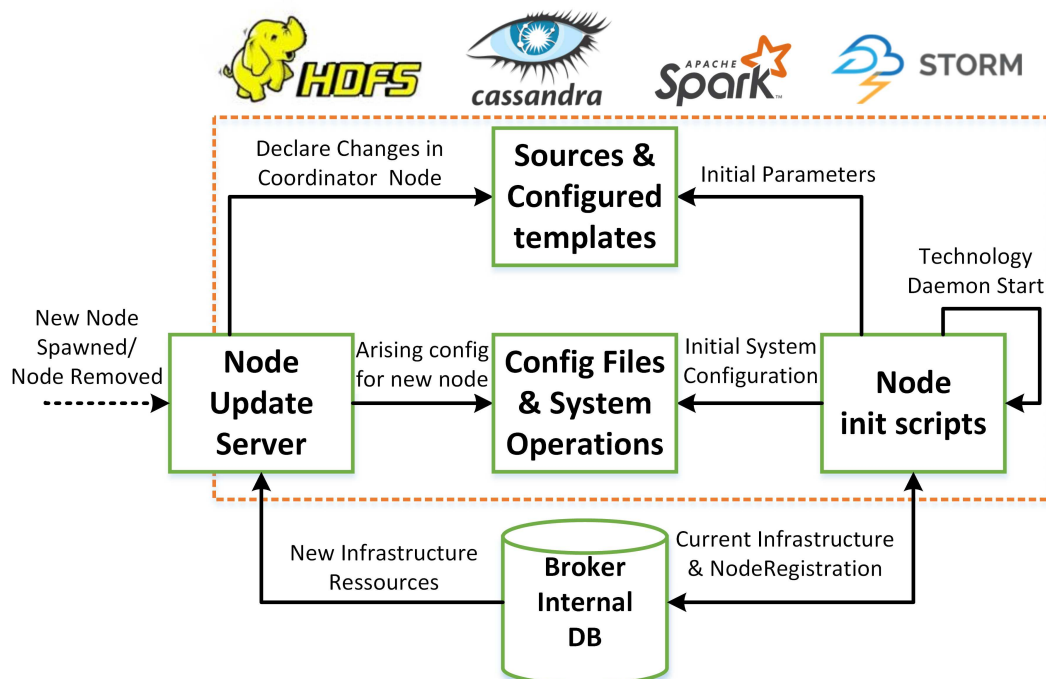 HDFS
cassandra
APACHE
Spark™
STORM
Declare Changes in
Coordinator Node
Sources &
Configured
templates
Initial Parameters
Technology
Daemon Start
New Node
Spawned/
Node Removed
Node
Update
Server
Arising config
for new node
Config Files
& System
Operations
Initial System
Configuration
Node
init scripts
New Infrastructure
Ressources
Broker
Internal
DB
Current Infrastructure
& NodeRegistration